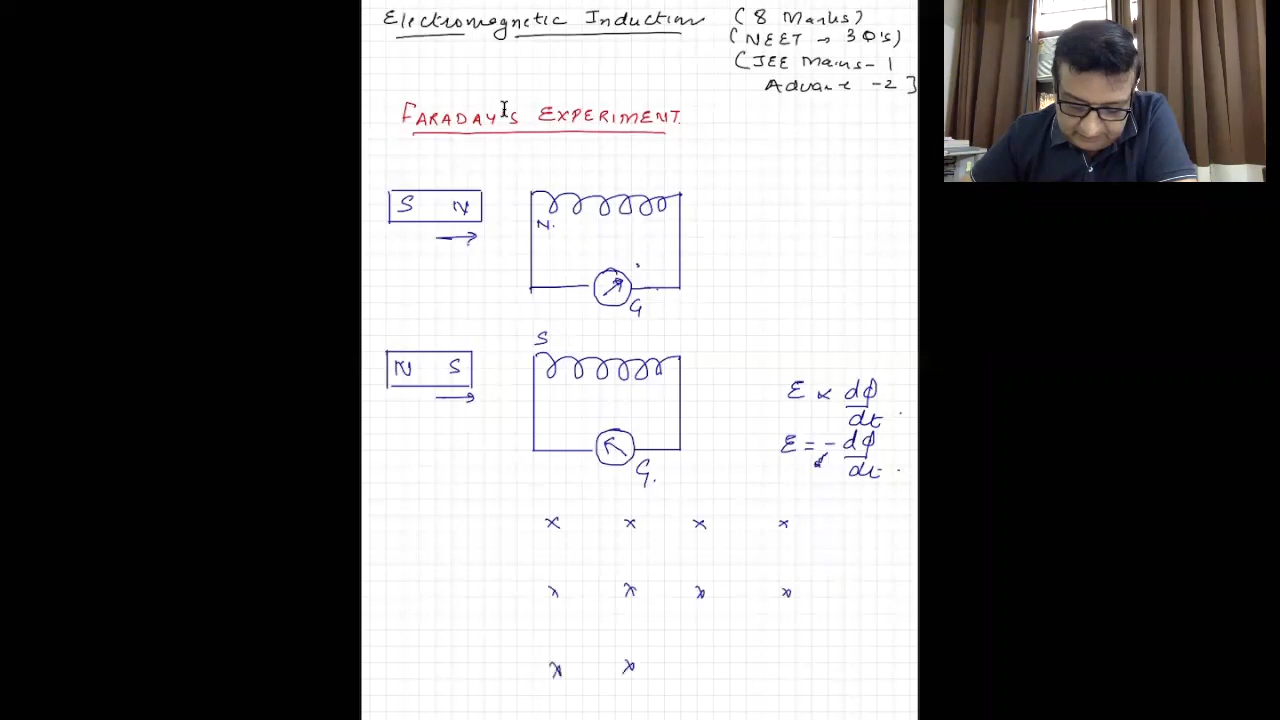 Electromagnetic Induction (8 Marks)
(NEET → 3 Q's)
(JEE Mains - 1
Advance - 2]
FARADAY'S EXPERIMENT.
S N
N.
G
S
N S
G.
ε ∝ dφ/dt
ε = - dφ/dt
x x x x
x x x x
x x